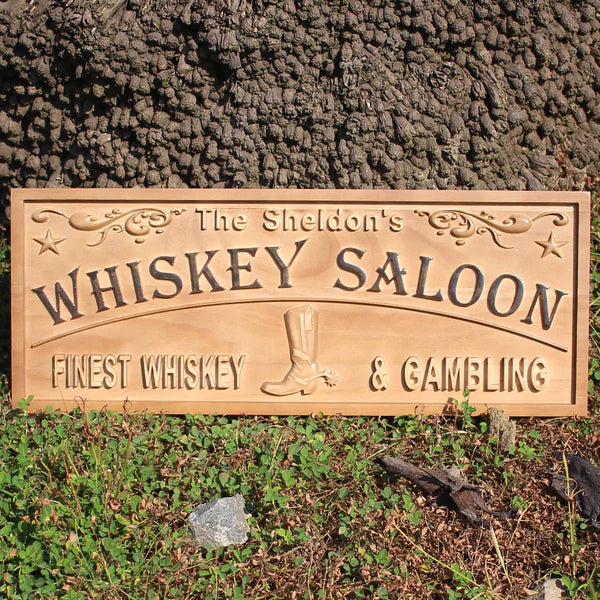 The Sheldon's
WHISKEY SALOON
FINEST WHISKEY & GAMBLING